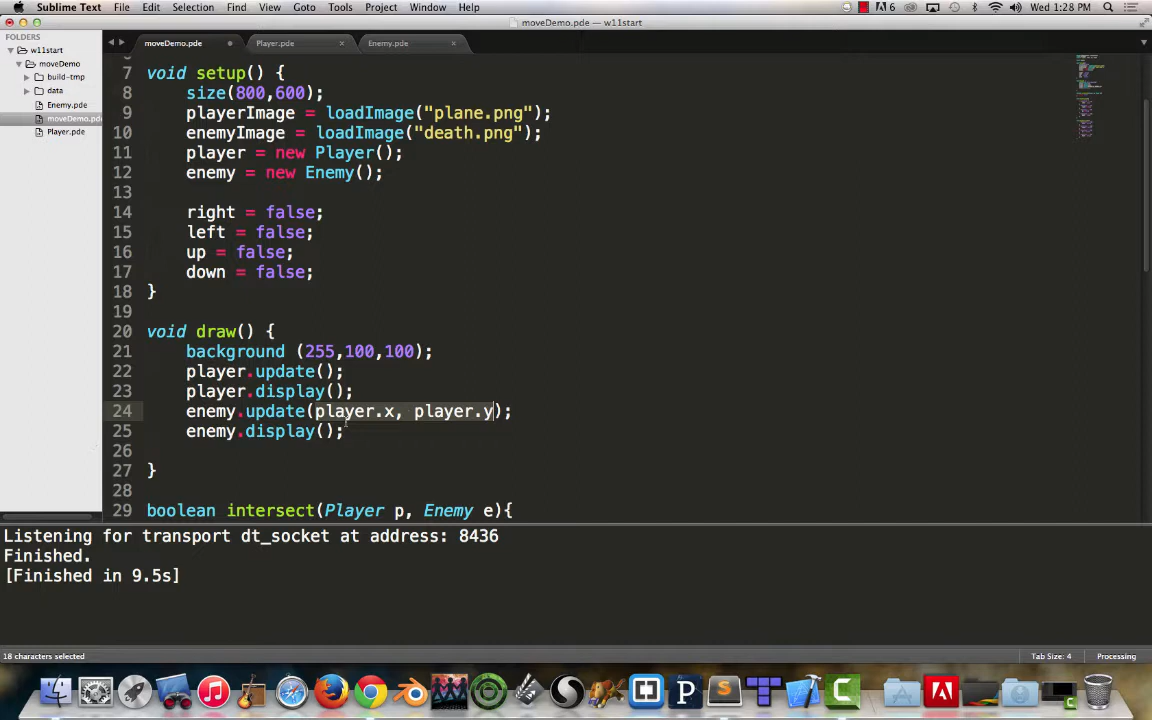 Sublime Text File Edit Selection Find View Goto Tools Project Window Help
6 Wed 1:28 PM
moveDemo.pde — w11start
FOLDERS
w11start
moveDemo
build-tmp
data
Enemy.pde
moveDemo.pde
Player.pde
moveDemo.pde Player.pde Enemy.pde
7 void setup() {
8 size(800,600);
9 playerImage = loadImage("plane.png");
10 enemyImage = loadImage("death.png");
11 player = new Player();
12 enemy = new Enemy();
13
14 right = false;
15 left = false;
16 up = false;
17 down = false;
18 }
19
20 void draw() {
21 background (255,100,100);
22 player.update();
23 player.display();
24 enemy.update(player.x, player.y);
25 enemy.display();
26
27 }
28
29 boolean intersect(Player p, Enemy e){
Listening for transport dt_socket at address: 8436
Finished.
[Finished in 9.5s]
18 characters selected Tab Size: 4 Processing